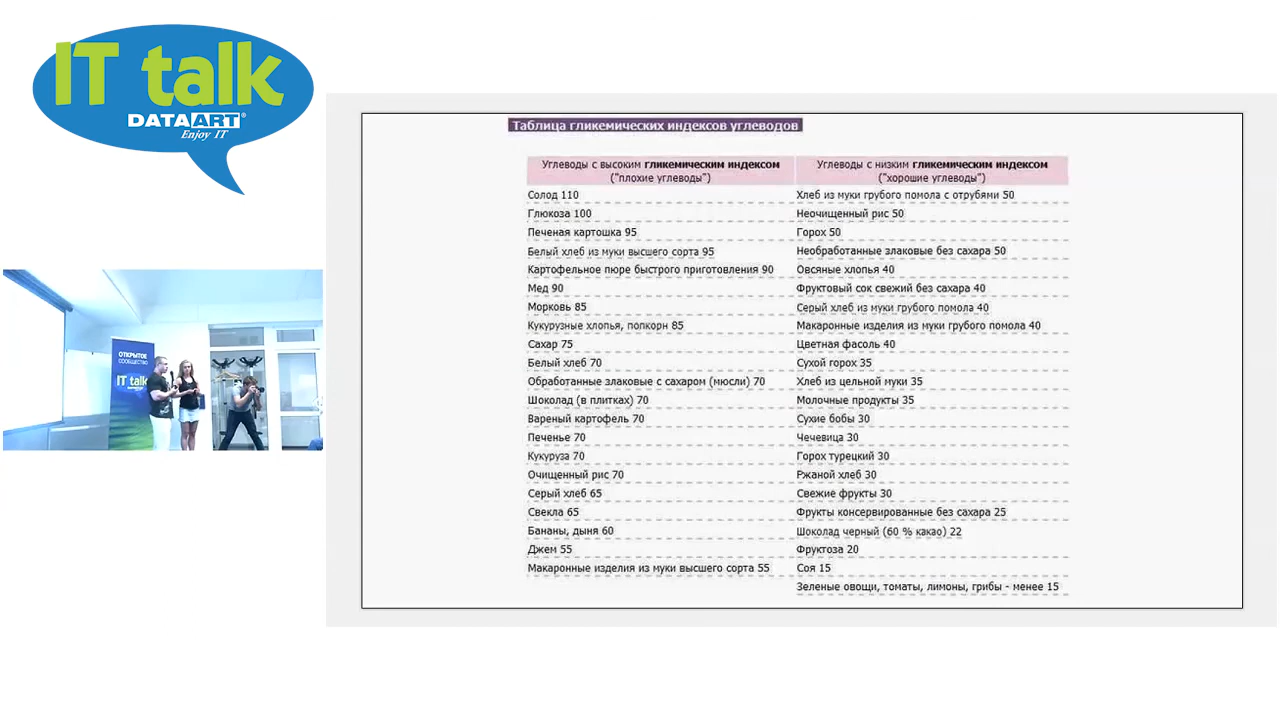 IT talk
DATAART®
Enjoy IT
ОТКРЫТОЕ
СООБЩЕСТВО
IT talk
Таблица гликемических индексов углеводов
Углеводы с высоким гликемическим индексом
("плохие углеводы")
Углеводы с низким гликемическим индексом
("хорошие углеводы")
Солод 110
Хлеб из муки грубого помола с отрубями 50
Глюкоза 100
Неочищенный рис 50
Печеная картошка 95
Горох 50
Белый хлеб из муки высшего сорта 95
Необработанные злаковые без сахара 50
Картофельное пюре быстрого приготовления 90
Овсяные хлопья 40
Мед 90
Фруктовый сок свежий без сахара 40
Морковь 85
Серый хлеб из муки грубого помола 40
Кукурузные хлопья, попкорн 85
Макаронные изделия из муки грубого помола 40
Сахар 75
Цветная фасоль 40
Белый хлеб 70
Сухой горох 35
Обработанные злаковые с сахаром (мюсли) 70
Хлеб из цельной муки 35
Шоколад (в плитках) 70
Молочные продукты 35
Вареный картофель 70
Сухие бобы 30
Печенье 70
Чечевица 30
Кукуруза 70
Горох турецкий 30
Очищенный рис 70
Ржаной хлеб 30
Серый хлеб 65
Свежие фрукты 30
Свекла 65
Фрукты консервированные без сахара 25
Бананы, дыня 60
Шоколад черный (60 % какао) 22
Джем 55
Фруктоза 20
Макаронные изделия из муки высшего сорта 55
Соя 15
Зеленые овощи, томаты, лимоны, грибы - менее 15